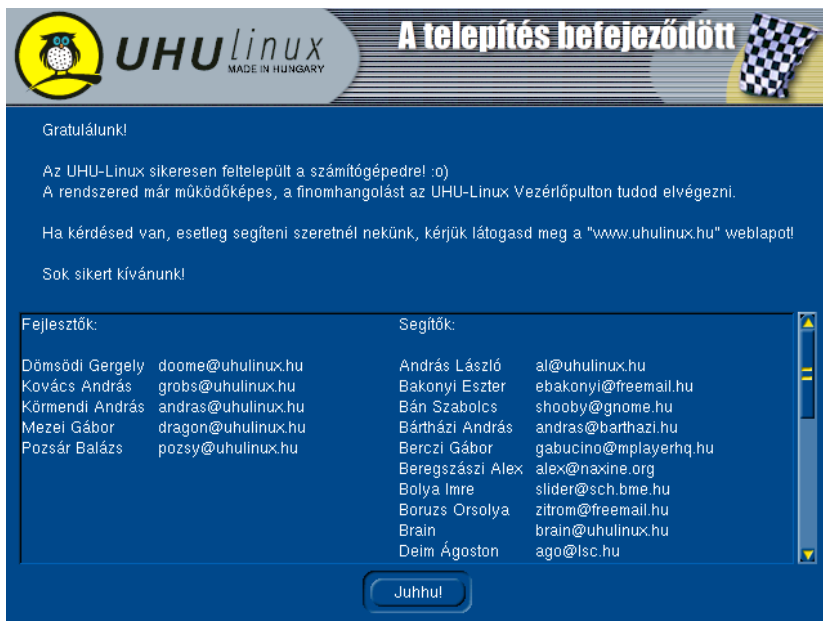 UHU linux
MADE IN HUNGARY
A telepítés befejeződött
Gratulálunk!
Az UHU-Linux sikeresen feltelepült a számítógépedre! :o)
A rendszered már mûködőképes, a finomhangolást az UHU-Linux Vezérlőpulton tudod elvégezni.
Ha kérdésed van, esetleg segíteni szeretnél nekünk, kérjük látogasd meg a "www.uhulinux.hu" weblapot!
Sok sikert kívánunk!
Fejlesztők:
Dömsödi Gergely doome@uhulinux.hu
Kovács András grobs@uhulinux.hu
Körmendi András andras@uhulinux.hu
Mezei Gábor dragon@uhulinux.hu
Pozsár Balázs pozsy@uhulinux.hu
Segítők:
András László al@uhulinux.hu
Bakonyi Eszter ebakonyi@freemail.hu
Bán Szabolcs shooby@gnome.hu
Bártházi András andras@barthazi.hu
Berczi Gábor gabucino@mplayerhq.hu
Beregszászi Alex alex@naxine.org
Bolya Imre slider@sch.bme.hu
Boruzs Orsolya zitrom@freemail.hu
Brain brain@uhulinux.hu
Deim Ágoston ago@lsc.hu
Juhhu!